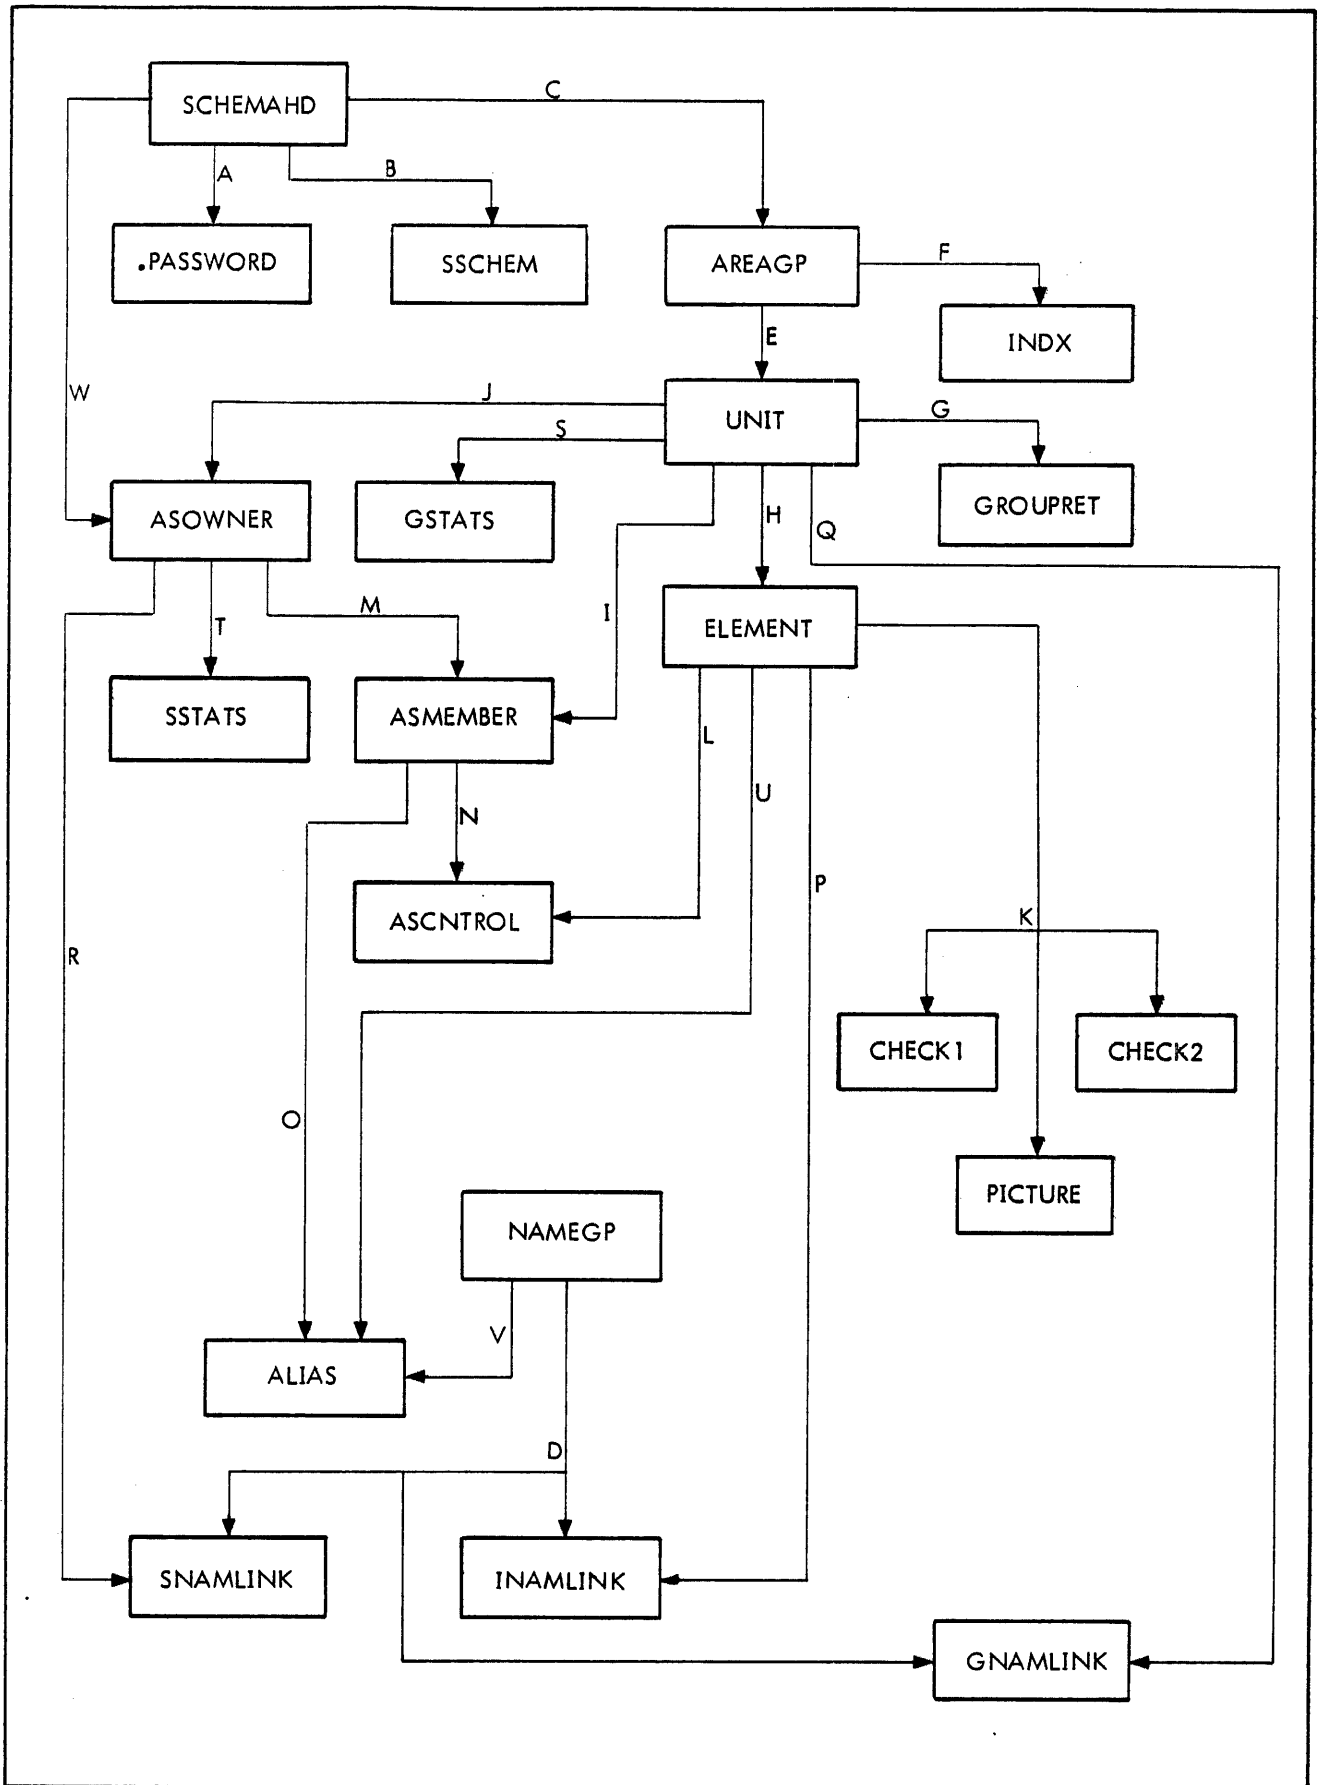 C
SCHEMAHD
A
B
.PASSWORD
SSCHEM
AREAGP
F
INDX
E
W
J
UNIT
G
S
ASOWNER
GSTATS
H
Q
GROUPRET
M
I
T
ELEMENT
SSTATS
ASMEMBER
L
U
N
P
ASCNTROL
K
R
CHECK1
CHECK2
O
PICTURE
NAMEGP
V
ALIAS
D
SNAMLINK
INAMLINK
GNAMLINK